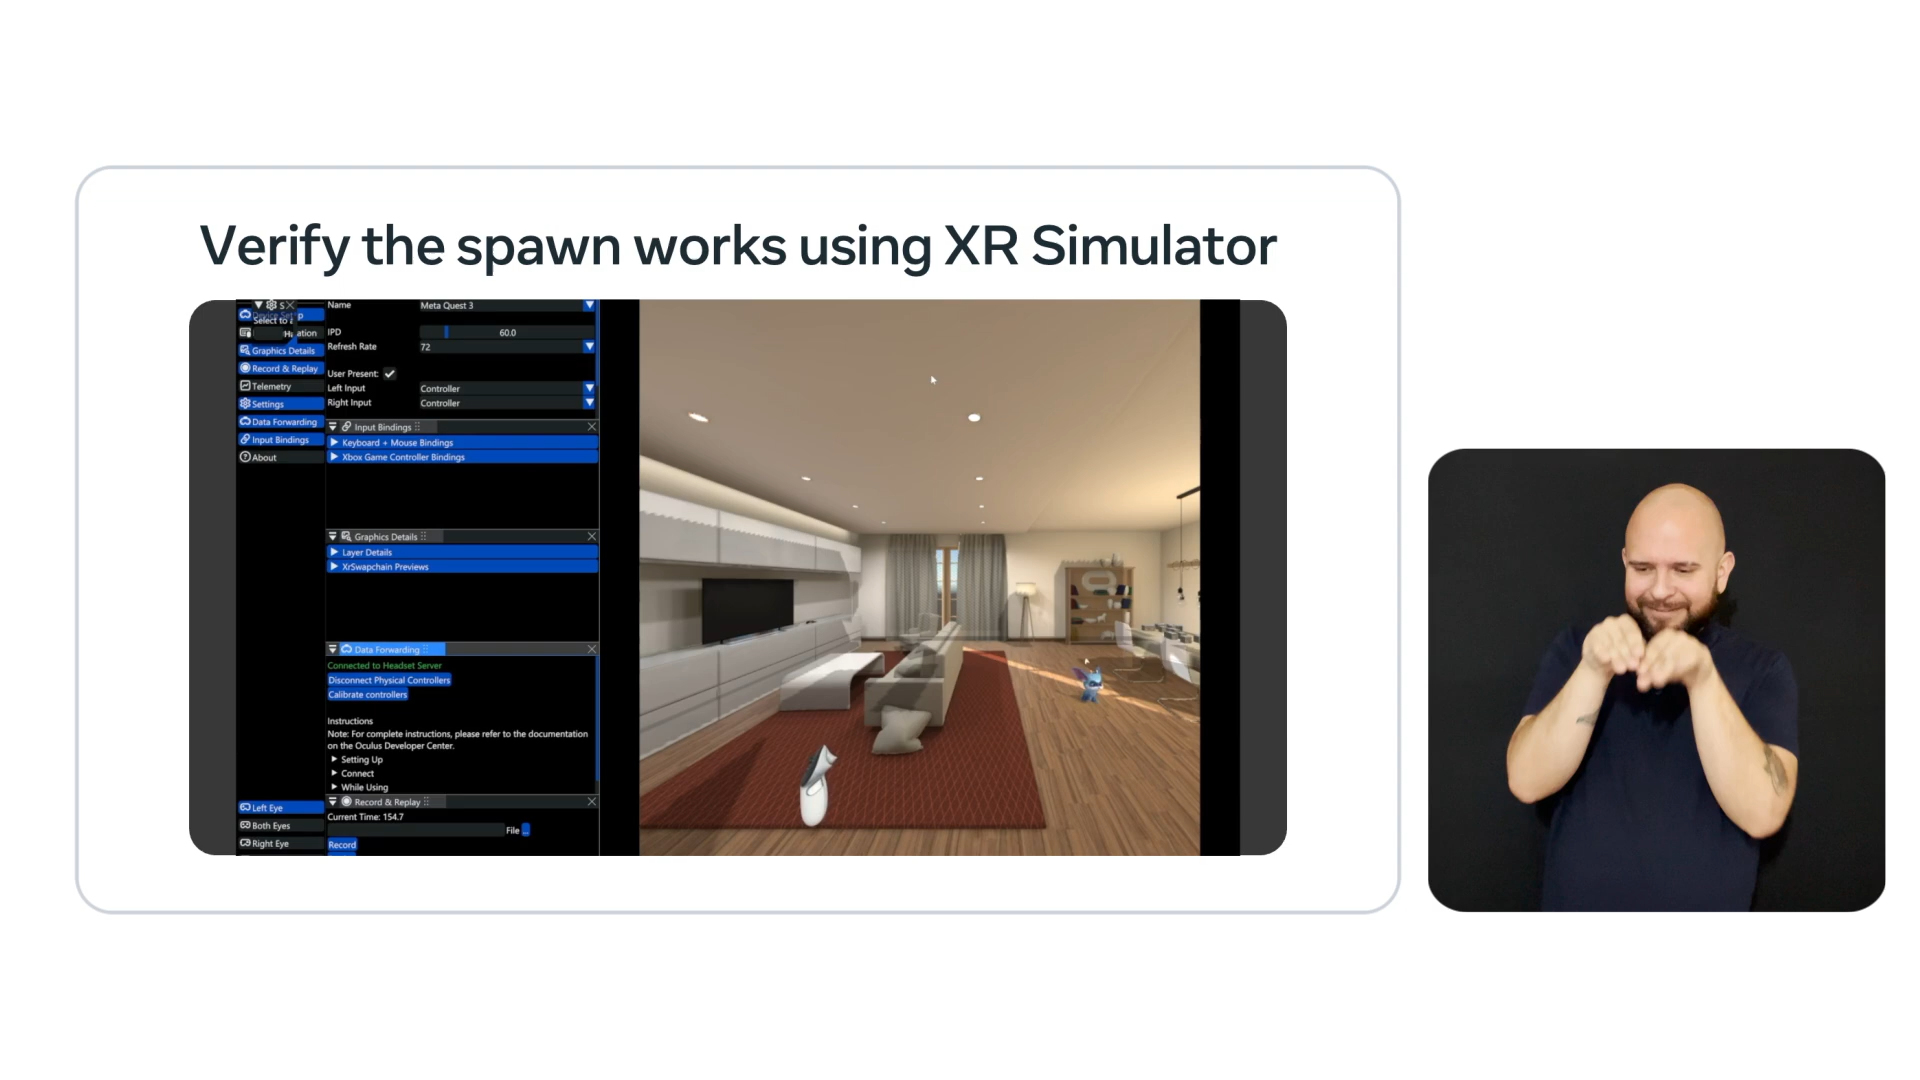 Verify the spawn works using XR Simulator
Name Meta Quest 3
Select to
IPD 60.0
Refresh Rate 72
User Present:
Left Input Controller
Right Input Controller
Graphics Details
Record & Replay
Telemetry
Settings
Data Forwarding
Input Bindings
About
Input Bindings
Keyboard + Mouse Bindings
Xbox Game Controller Bindings
Graphics Details
Layer Details
XrSwapchain Previews
Data Forwarding
Connected to Headset Server
Disconnect Physical Controllers
Calibrate controllers
Instructions
Note: For complete instructions, please refer to the documentation
on the Oculus Developer Center.
Setting Up
Connect
While Using
Record & Replay
Current Time: 154.7
File ...
Record
Left Eye
Both Eyes
Right Eye